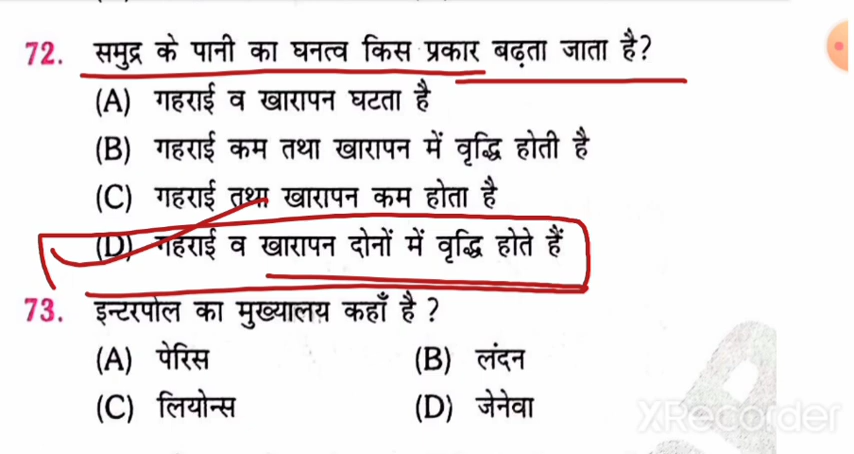 72. समुद्र के पानी का घनत्व किस प्रकार बढ़ता जाता है?
(A) गहराई व खारापन घटता है
(B) गहराई कम तथा खारापन में वृद्धि होती है
(C) गहराई तथा खारापन कम होता है
(D) गहराई व खारापन दोनों में वृद्धि होते हैं
73. इन्टरपोल का मुख्यालय कहाँ है ?
(A) पेरिस (B) लंदन
(C) लियोन्स (D) जेनेवा
XRecorder